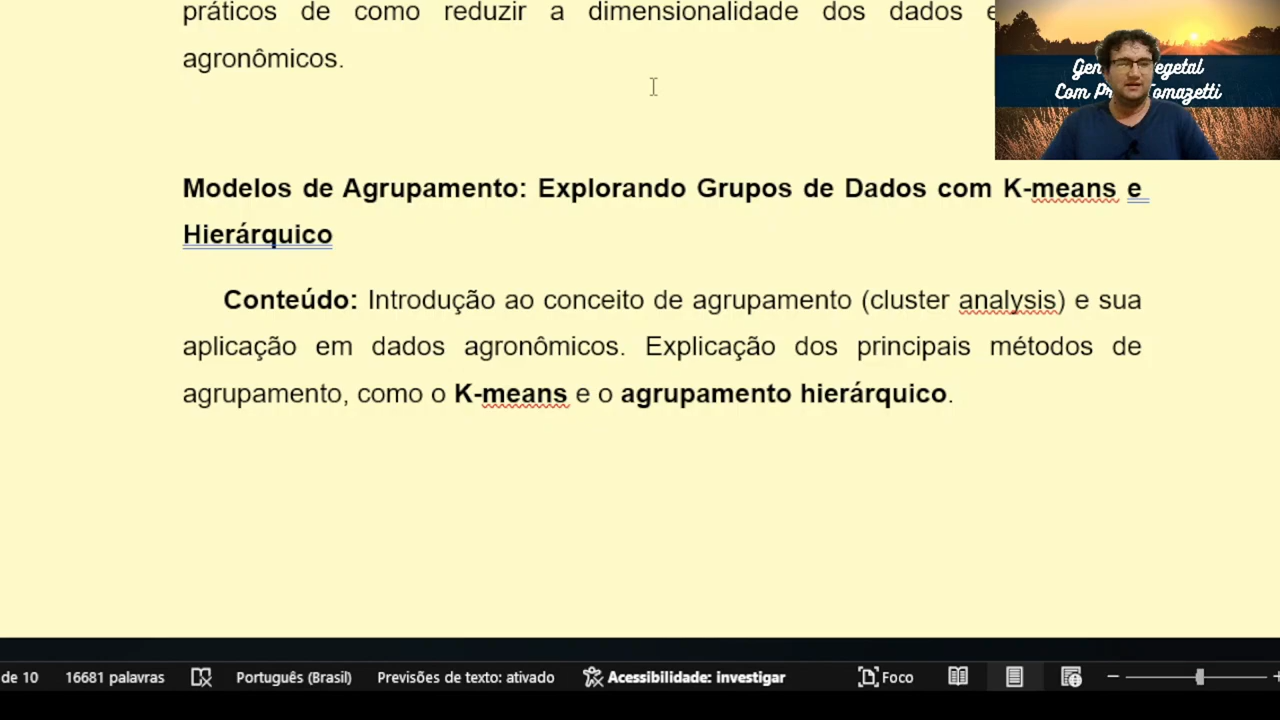 práticos de como reduzir a dimensionalidade dos dados
agronômicos.
Modelos de Agrupamento: Explorando Grupos de Dados com K-means e
Hierárquico
Conteúdo: Introdução ao conceito de agrupamento (cluster analysis) e sua
aplicação em dados agronômicos. Explicação dos principais métodos de
agrupamento, como o K-means e o agrupamento hierárquico.
de 10 16681 palavras Português (Brasil) Previsões de texto: ativado Acessibilidade: investigar Foco